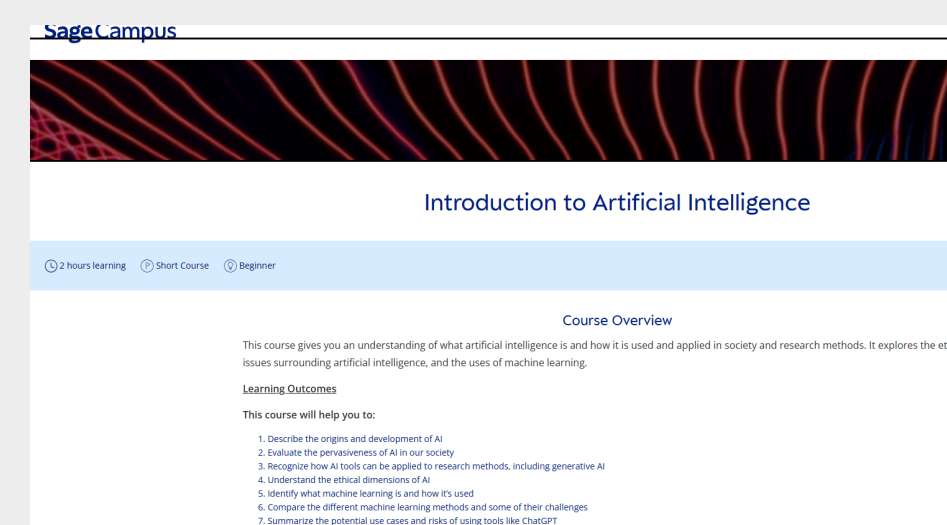 Sage Campus
Introduction to Artificial Intelligence
2 hours learning Short Course Beginner
Course Overview
This course gives you an understanding of what artificial intelligence is and how it is used and applied in society and research methods. It explores the et
issues surrounding artificial intelligence, and the uses of machine learning.
Learning Outcomes
This course will help you to:
1. Describe the origins and development of AI
2. Evaluate the pervasiveness of AI in our society
3. Recognize how AI tools can be applied to research methods, including generative AI
4. Understand the ethical dimensions of AI
5. Identify what machine learning is and how it's used
6. Compare the different machine learning methods and some of their challenges
7. Summarize the potential use cases and risks of using tools like ChatGPT